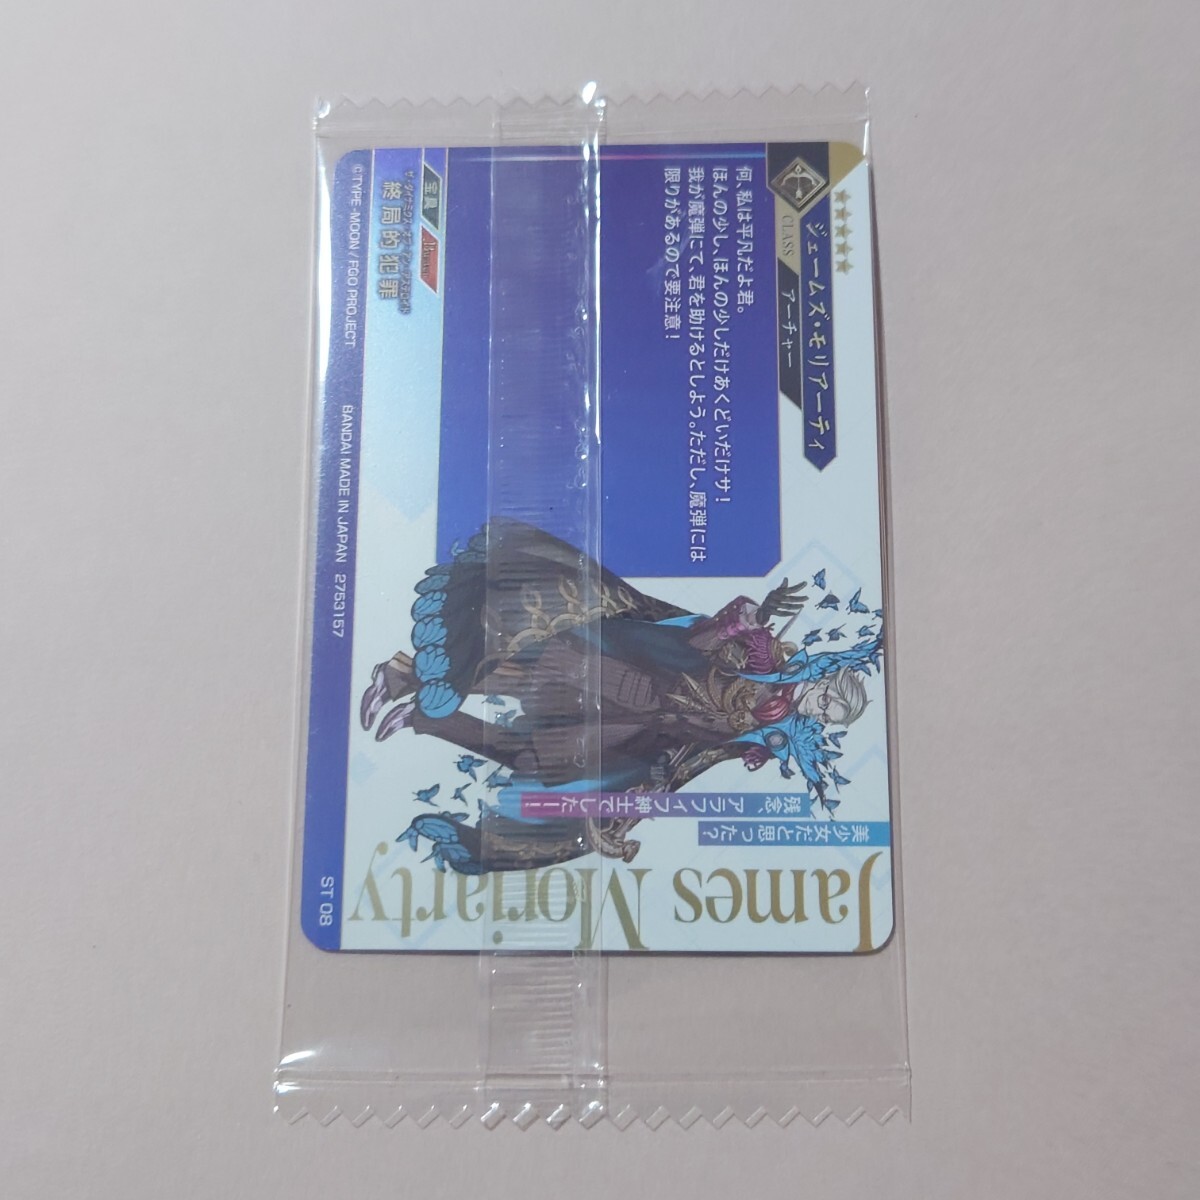 ★★★★★
ジェームズ・モリアーティ
CLASS
アーチャー
何、私は平凡だよ君。
ほんの少し、ほんの少しだけあくどいだけサ!
我が魔弾にて、君を助けるとしよう。ただし、魔弾には
限りがあるので要注意!
宝具
終局的犯罪
美少女だと思った?
残念、アラフィフ紳士でした―!
James Moriarty
© TYPE-MOON / FGO PROJECT
BANDAI MADE IN JAPAN 2753157
ST 08